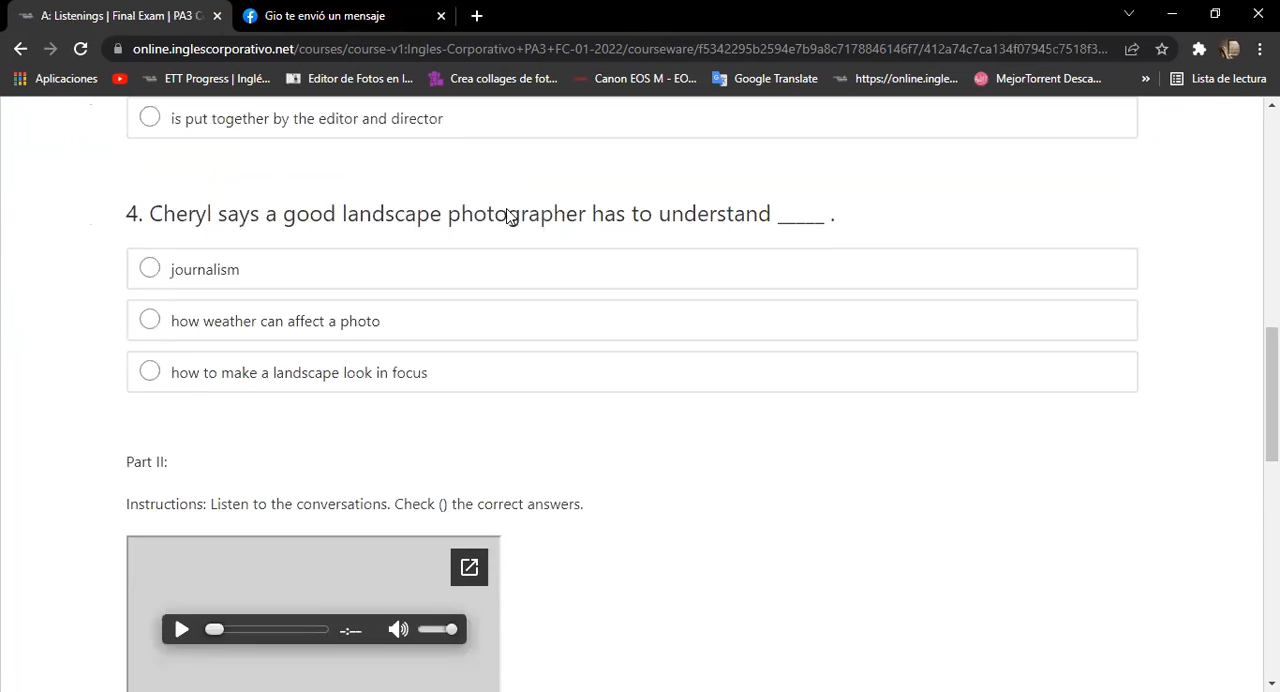 A: Listenings | Final Exam | PA3 C
Gio te envió un mensaje
online.inglescorporativo.net/courses/course-v1:Ingles-Corporativo+PA3+FC-01-2022/courseware/f5342295b2594e7b9a8c7178846146f7/412a74c7ca134f07945c7518f3...
Aplicaciones
ETT Progress | Inglé...
Editor de Fotos en l...
Crea collages de fot...
Canon EOS M - EO...
Google Translate
https://online.ingle...
MejorTorrent Desca...
»
Lista de lectura
is put together by the editor and director
4. Cheryl says a good landscape photographer has to understand _____ .
journalism
how weather can affect a photo
how to make a landscape look in focus
Part II:
Instructions: Listen to the conversations. Check () the correct answers.
-:--